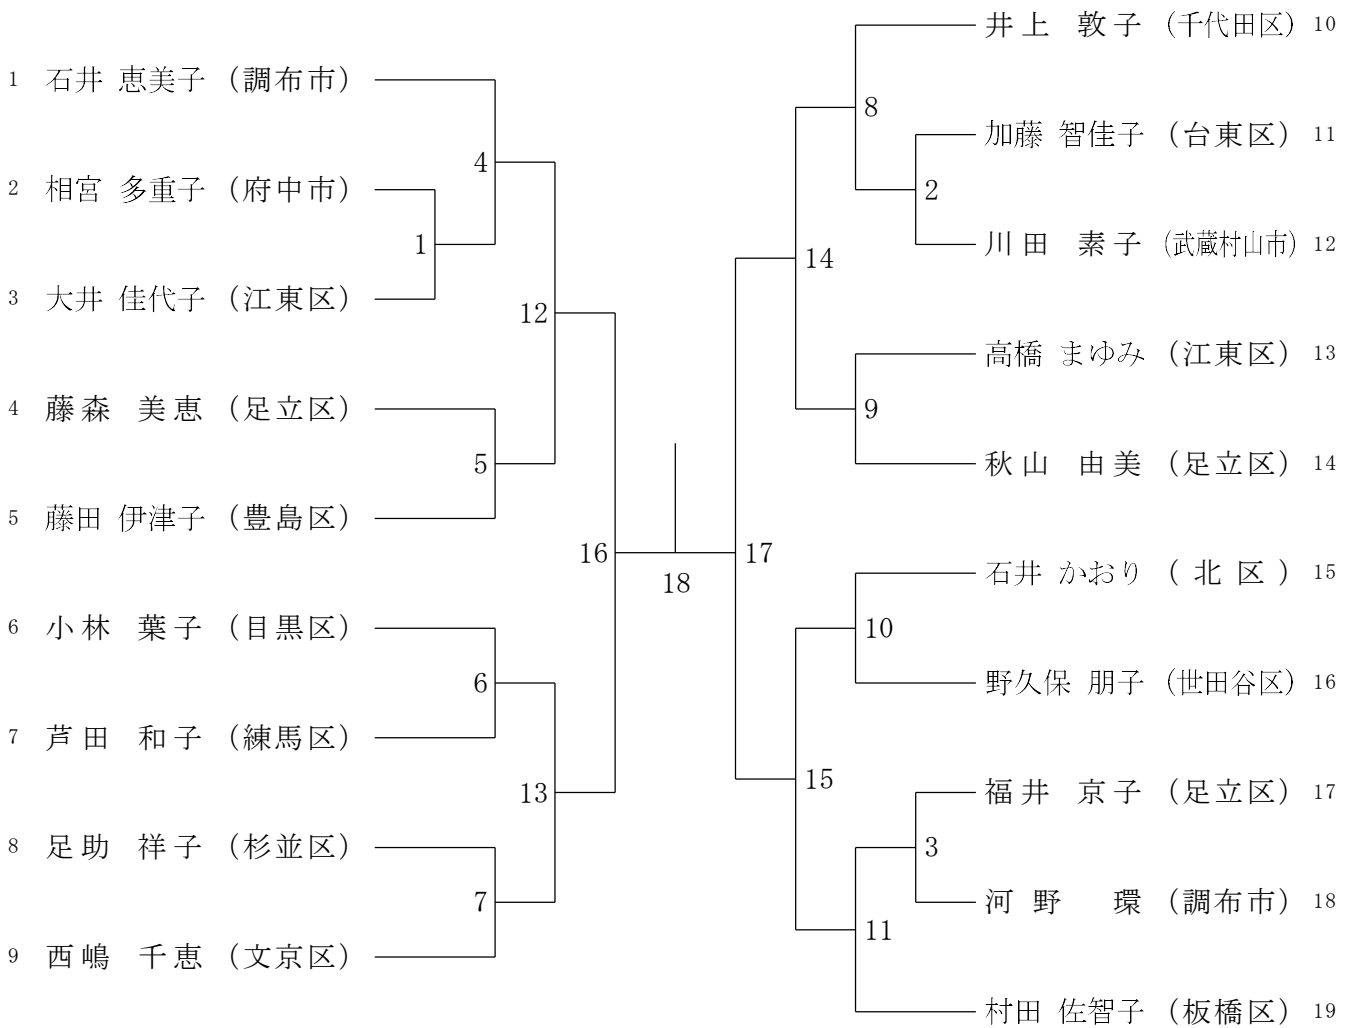 1 石井 恵美子 (調布市)
2 相宮 多重子 (府中市)
3 大井 佳代子 (江東区)
4 藤森 美恵 (足立区)
5 藤田 伊津子 (豊島区)
6 小林 葉子 (目黒区)
7 芦田 和子 (練馬区)
8 足助 祥子 (杉並区)
9 西嶋 千恵 (文京区)
4
1
12
5
16
6
13
7
18
17
8
2
14
9
10
15
3
11
井上 敦子 (千代田区) 10
加藤 智佳子 (台東区) 11
川田 素子 (武蔵村山市) 12
高橋 まゆみ (江東区) 13
秋山 由美 (足立区) 14
石井 かおり (北区) 15
野久保 朋子 (世田谷区) 16
福井 京子 (足立区) 17
河野 環 (調布市) 18
村田 佐智子 (板橋区) 19